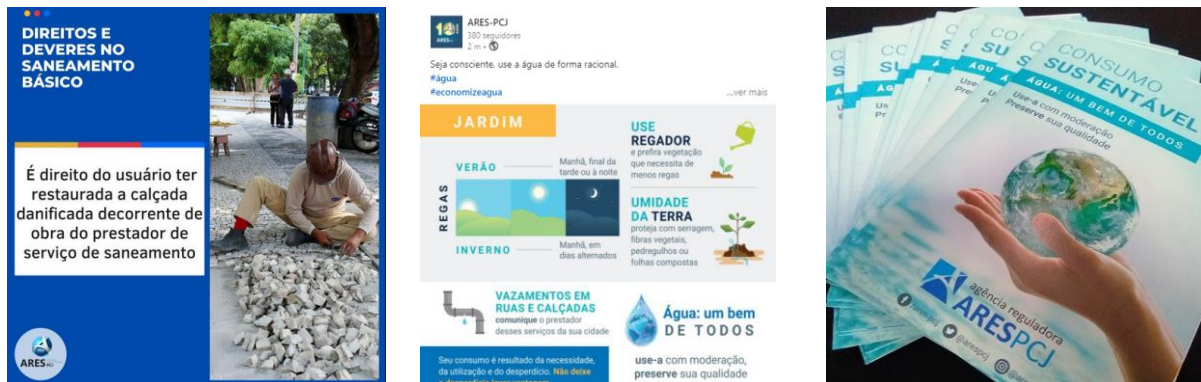 DIREITOS E
DEVERES NO
SANEAMENTO
BÁSICO
É direito do usuário ter
restaurada a calçada
danificada decorrente de
obra do prestador de
serviço de saneamento
ARES PCJ
ARES-PCJ
380 seguidores
2 m •
Seja consciente, use a água de forma racional.
#água
#economizeagua
...ver mais
JARDIM
REGAS
VERÃO
Manhã, final da
tarde ou à noite
INVERNO
Manhã, em
dias alternados
USE
REGADOR
e prefira vegetação
que necessita de
menos regas
UMIDADE
DA TERRA
proteja com serragem,
fibras vegetais,
pedregulhos ou
folhas compostas
VAZAMENTOS EM
RUAS E CALÇADAS
comunique o prestador
desses serviços da sua cidade
Água: um bem
DE TODOS
use-a com moderação,
preserve sua qualidade
Seu consumo é resultado da necessidade,
da utilização e do desperdício. Não deixe
CONSUMO
SUSTENTÁVEL
ÁGUA: UM BEM DE TODOS
Use-a com moderação
Preserve sua qualidade
agência reguladora
ARESPCJ
@arespcj
@arespcj